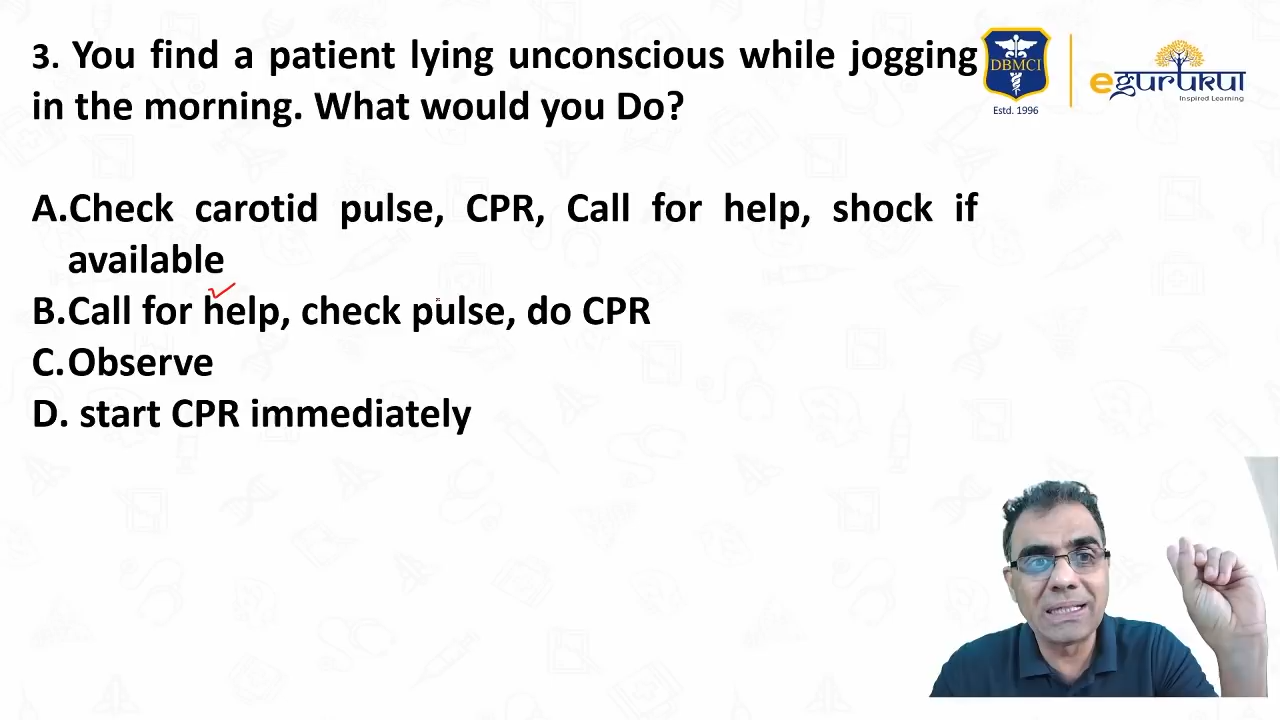 3. You find a patient lying unconscious while jogging
in the morning. What would you Do?
DBMCI
Estd. 1996
egurukul
Inspired Learning
A.Check carotid pulse, CPR, Call for help, shock if
available
B.Call for help, check pulse, do CPR
C.Observe
D. start CPR immediately